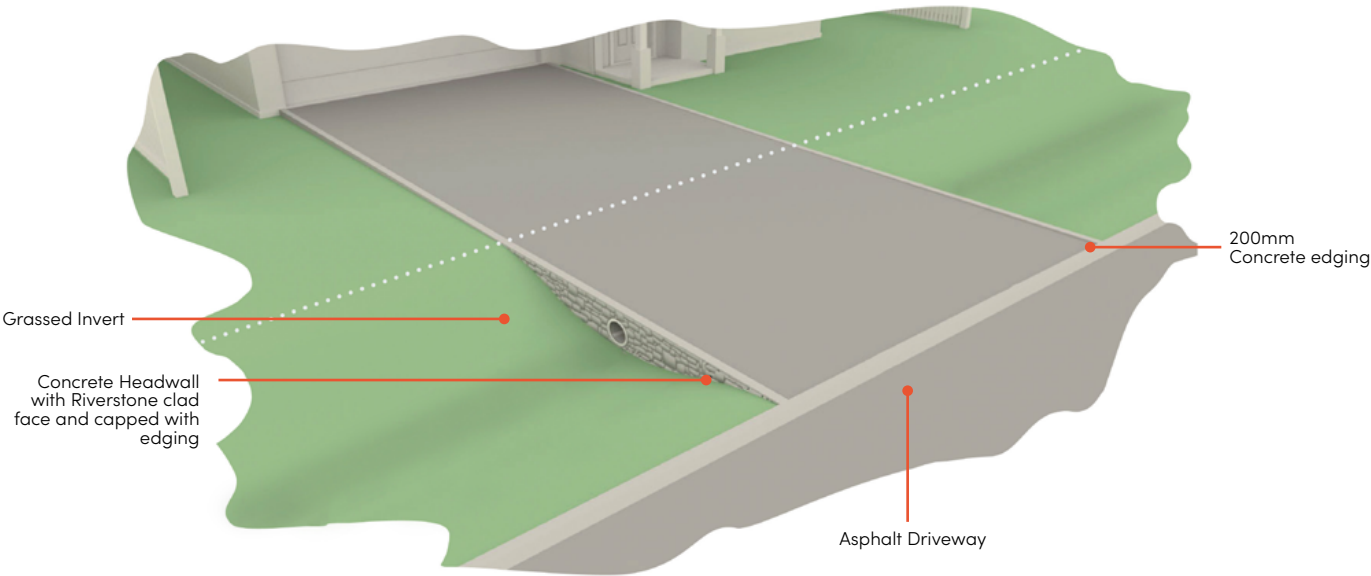 200mm
Concrete edging
Grassed Invert
Concrete Headwall
with Riverstone clad
face and capped with
edging
Asphalt Driveway